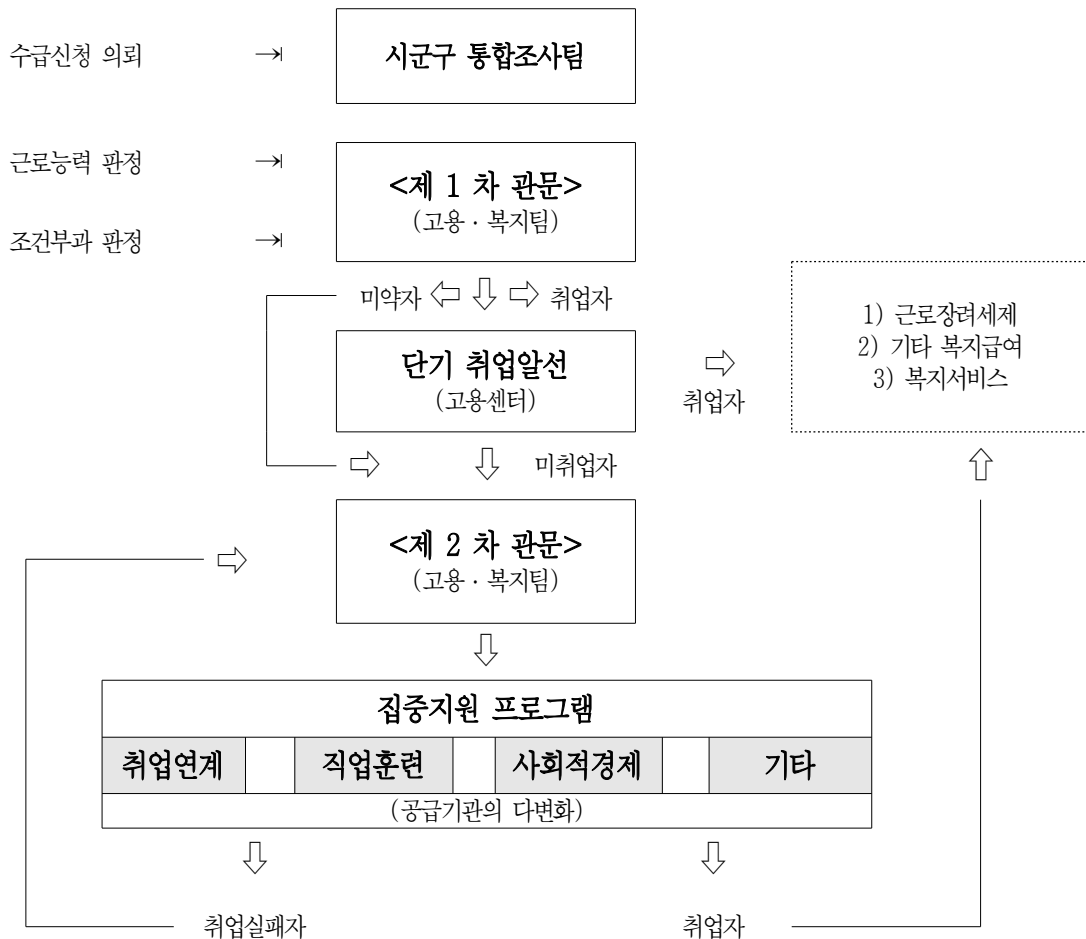 수급신청 의뢰
시군구 통합조사팀
근로능력 판정
<제 1 차 관문>
(고용 · 복지팀)
조건부과 판정
미약자
취업자
1) 근로장려세제
2) 기타 복지급여
3) 복지서비스
단기 취업알선
(고용센터)
취업자
미취업자
<제 2 차 관문>
(고용 · 복지팀)
집중지원 프로그램
취업연계
직업훈련
사회적경제
기타
(공급기관의 다변화)
취업실패자
취업자